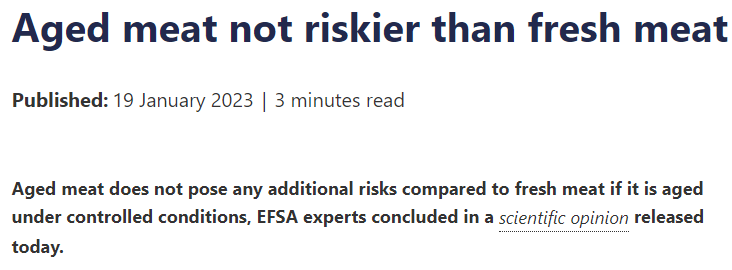 Aged meat not riskier than fresh meat
Published: 19 January 2023 | 3 minutes read
Aged meat does not pose any additional risks compared to fresh meat if it is aged
under controlled conditions, EFSA experts concluded in a scientific opinion released
today.